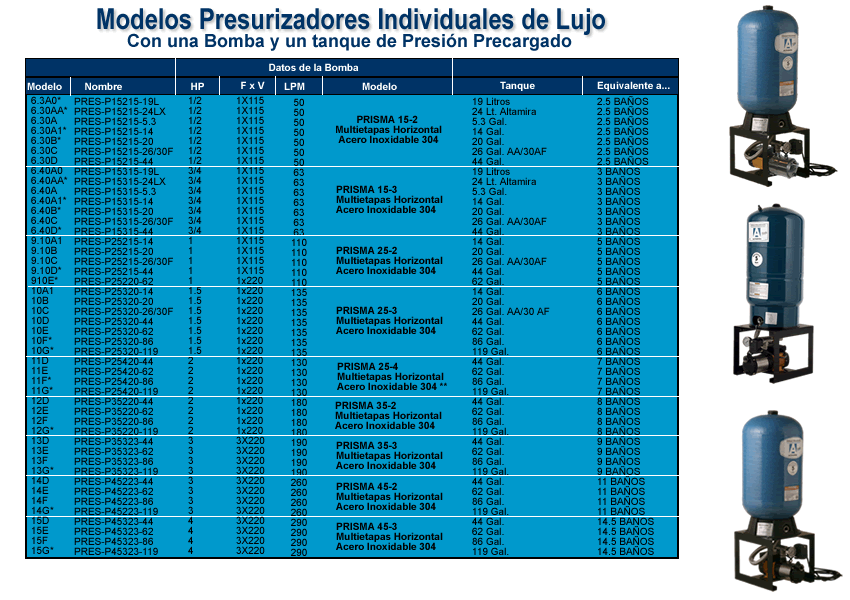 Modelos Presurizadores Individuales de Lujo
Con una Bomba y un tanque de Presión Precargado
Datos de la Bomba
Modelo Nombre HP F x V LPM Modelo Tanque Equivalente a...
6.3A0* PRES-P15215-19L 1/2 1X115 50 19 Litros 2.5 BAÑOS
6.30AA* PRES-P15215-24LX 1/2 1X115 50 24 Lt. Altamira 2.5 BAÑOS
6.30A PRES-P15215-5.3 1/2 1X115 50 PRISMA 15-2 5.3 Gal. 2.5 BAÑOS
6.30A1* PRES-P15215-14 1/2 1X115 50 Multietapas Horizontal 14 Gal. 2.5 BAÑOS
6.30B* PRES-P15215-20 1/2 1X115 50 Acero Inoxidable 304 20 Gal. 2.5 BAÑOS
6.30C PRES-P15215-26/30F 1/2 1X115 50 26 Gal. AA/30AF 2.5 BAÑOS
6.30D PRES-P15215-44 1/2 1X115 50 44 Gal. 2.5 BAÑOS
6.40A0 PRES-P15315-19L 3/4 1X115 63 19 Litros 3 BAÑOS
6.40AA* PRES-P15315-24LX 3/4 1X115 63 24 Lt. Altamira 3 BAÑOS
6.40A PRES-P15315-5.3 3/4 1X115 63 PRISMA 15-3 5.3 Gal. 3 BAÑOS
6.40A1* PRES-P15315-14 3/4 1X115 63 Multietapas Horizontal 14 Gal. 3 BAÑOS
6.40B* PRES-P15315-20 3/4 1X115 63 Acero Inoxidable 304 20 Gal. 3 BAÑOS
6.40C PRES-P15315-26/30F 3/4 1X115 63 26 Gal. AA/30AF 3 BAÑOS
6.40D* PRES-P15315-44 3/4 1X115 63 44 Gal. 3 BAÑOS
9.10A1 PRES-P25215-14 1 1X115 110 14 Gal. 5 BAÑOS
9.10B PRES-P25215-20 1 1X115 110 PRISMA 25-2 20 Gal. 5 BAÑOS
9.10C PRES-P25215-26/30F 1 1X115 110 Multietapas Horizontal 26 Gal. AA/30AF 5 BAÑOS
9.10D* PRES-P25215-44 1 1X115 110 Acero Inoxidable 304 44 Gal. 5 BAÑOS
910E* PRES-P25220-62 1 1x220 110 62 Gal. 5 BAÑOS
10A1 PRES-P25320-14 1.5 1x220 135 14 Gal. 6 BAÑOS
10B PRES-P25320-20 1.5 1x220 135 20 Gal. 6 BAÑOS
10C PRES-P25320-26/30F 1.5 1x220 135 PRISMA 25-3 26 Gal. AA/30 AF 6 BAÑOS
10D PRES-P25320-44 1.5 1x220 135 Multietapas Horizontal 44 Gal. 6 BAÑOS
10E PRES-P25320-62 1.5 1x220 135 Acero Inoxidable 304 62 Gal. 6 BAÑOS
10F* PRES-P25320-86 1.5 1x220 135 86 Gal. 6 BAÑOS
10G* PRES-P25320-119 1.5 1x220 135 119 Gal. 6 BAÑOS
11D PRES-P25420-44 2 1x220 130 PRISMA 25-4 44 Gal. 7 BAÑOS
11E PRES-P25420-62 2 1x220 130 Multietapas Horizontal 62 Gal. 7 BAÑOS
11F* PRES-P25420-86 2 1x220 130 Acero Inoxidable 304 ** 86 Gal. 7 BAÑOS
11G* PRES-P25420-119 2 1x220 130 119 Gal. 7 BAÑOS
12D PRES-P35220-44 2 1x220 180 PRISMA 35-2 44 Gal. 8 BAÑOS
12E PRES-P35220-62 2 1x220 180 Multietapas Horizontal 62 Gal. 8 BAÑOS
12F PRES-P35220-86 2 1x220 180 Acero Inoxidable 304 86 Gal. 8 BAÑOS
12G* PRES-P35220-119 2 1x220 180 119 Gal. 8 BAÑOS
13D PRES-P35323-44 3 3X220 190 PRISMA 35-3 44 Gal. 9 BAÑOS
13E PRES-P35323-62 3 3X220 190 Multietapas Horizontal 62 Gal. 9 BAÑOS
13F PRES-P35323-86 3 3X220 190 Acero Inoxidable 304 86 Gal. 9 BAÑOS
13G* PRES-P35323-119 3 3X220 190 119 Gal. 9 BAÑOS
14D PRES-P45223-44 3 3X220 260 PRISMA 45-2 44 Gal. 11 BAÑOS
14E PRES-P45223-62 3 3X220 260 Multietapas Horizontal 62 Gal. 11 BAÑOS
14F PRES-P45223-86 3 3X220 260 Acero Inoxidable 304 86 Gal. 11 BAÑOS
14G* PRES-P45223-119 3 3X220 260 119 Gal. 11 BAÑOS
15D PRES-P45323-44 4 3X220 290 PRISMA 45-3 44 Gal. 14.5 BAÑOS
15E PRES-P45323-62 4 3X220 290 Multietapas Horizontal 62 Gal. 14.5 BAÑOS
15F PRES-P45323-86 4 3X220 290 Acero Inoxidable 304 86 Gal. 14.5 BAÑOS
15G* PRES-P45323-119 4 3X220 290 119 Gal. 14.5 BAÑOS